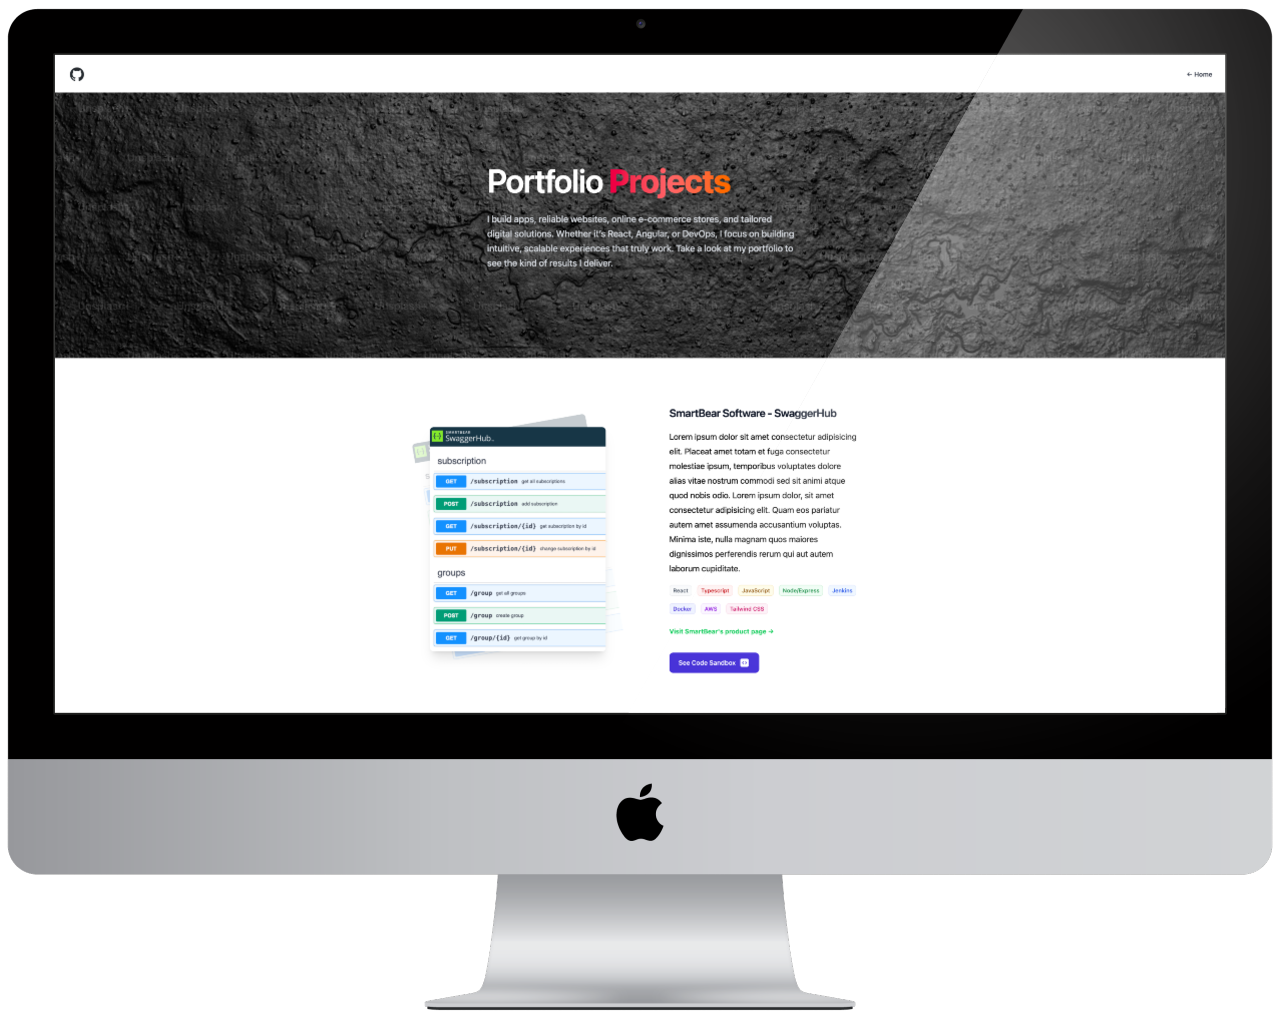 ← Home
Portfolio Projects
I build apps, reliable websites, online e-commerce stores, and tailored
digital solutions. Whether it's React, Angular, or DevOps, I focus on building
intuitive, scalable experiences that truly work. Take a look at my portfolio to
see the kind of results I deliver.
SMARTBEAR
SwaggerHub.
subscription
GET /subscription get all subscriptions
POST /subscription add subscription
GET /subscription/{id} get subscription by id
PUT /subscription/{id} change subscription by id
groups
GET /group get all groups
POST /group create group
GET /group/{id} get group by id
SmartBear Software - SwaggerHub
Lorem ipsum dolor sit amet consectetur adipisicing
elit. Placeat amet totam et fuga consectetur
molestiae ipsum, temporibus voluptates dolore
alias vitae nostrum commodi sed sit animi atque
quod nobis odio. Lorem ipsum dolor, sit amet
consectetur adipisicing elit. Quam eos pariatur
autem amet assumenda accusantium voluptas.
Minima iste, nulla magnam quos maiores
dignissimos perferendis rerum qui aut autem
laborum cupiditate.
React Typescript JavaScript Node/Express Jenkins
Docker AWS Tailwind CSS
Visit SmartBear's product page →
See Code Sandbox